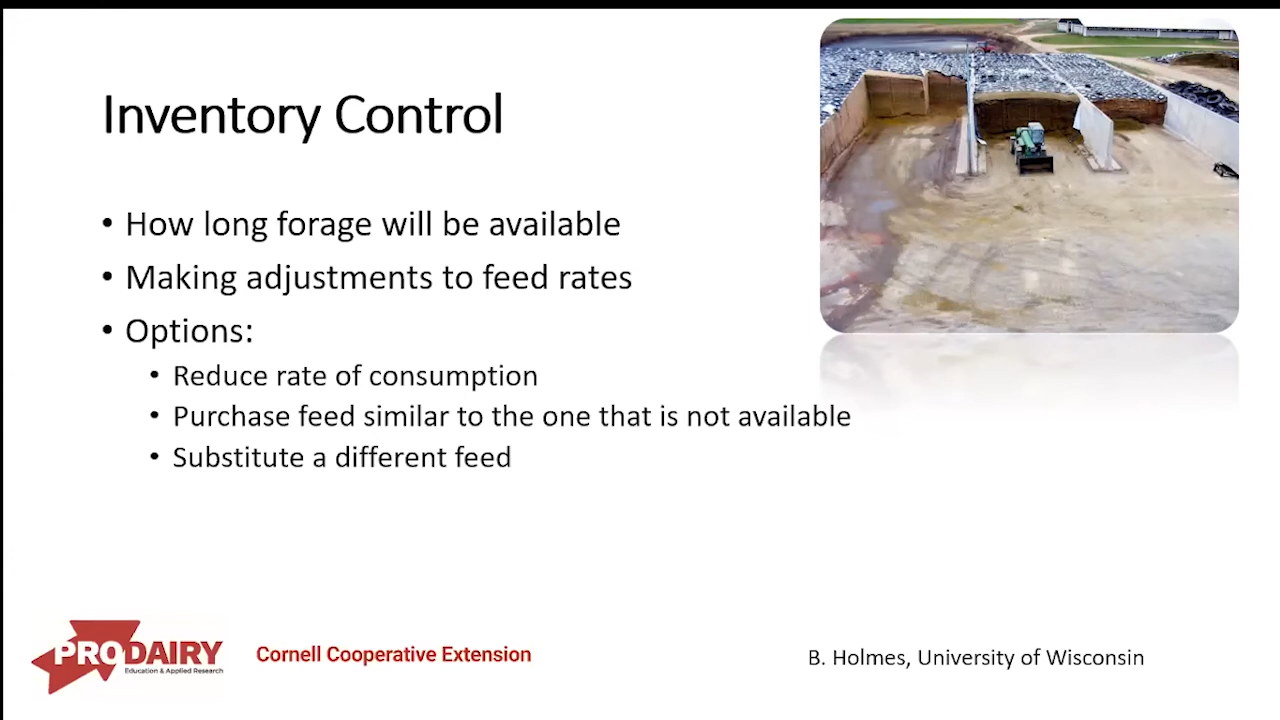 Inventory Control
• How long forage will be available
• Making adjustments to feed rates
• Options:
• Reduce rate of consumption
• Purchase feed similar to the one that is not available
• Substitute a different feed
PRODAIRY
Education & Applied Research
Cornell Cooperative Extension
B. Holmes, University of Wisconsin